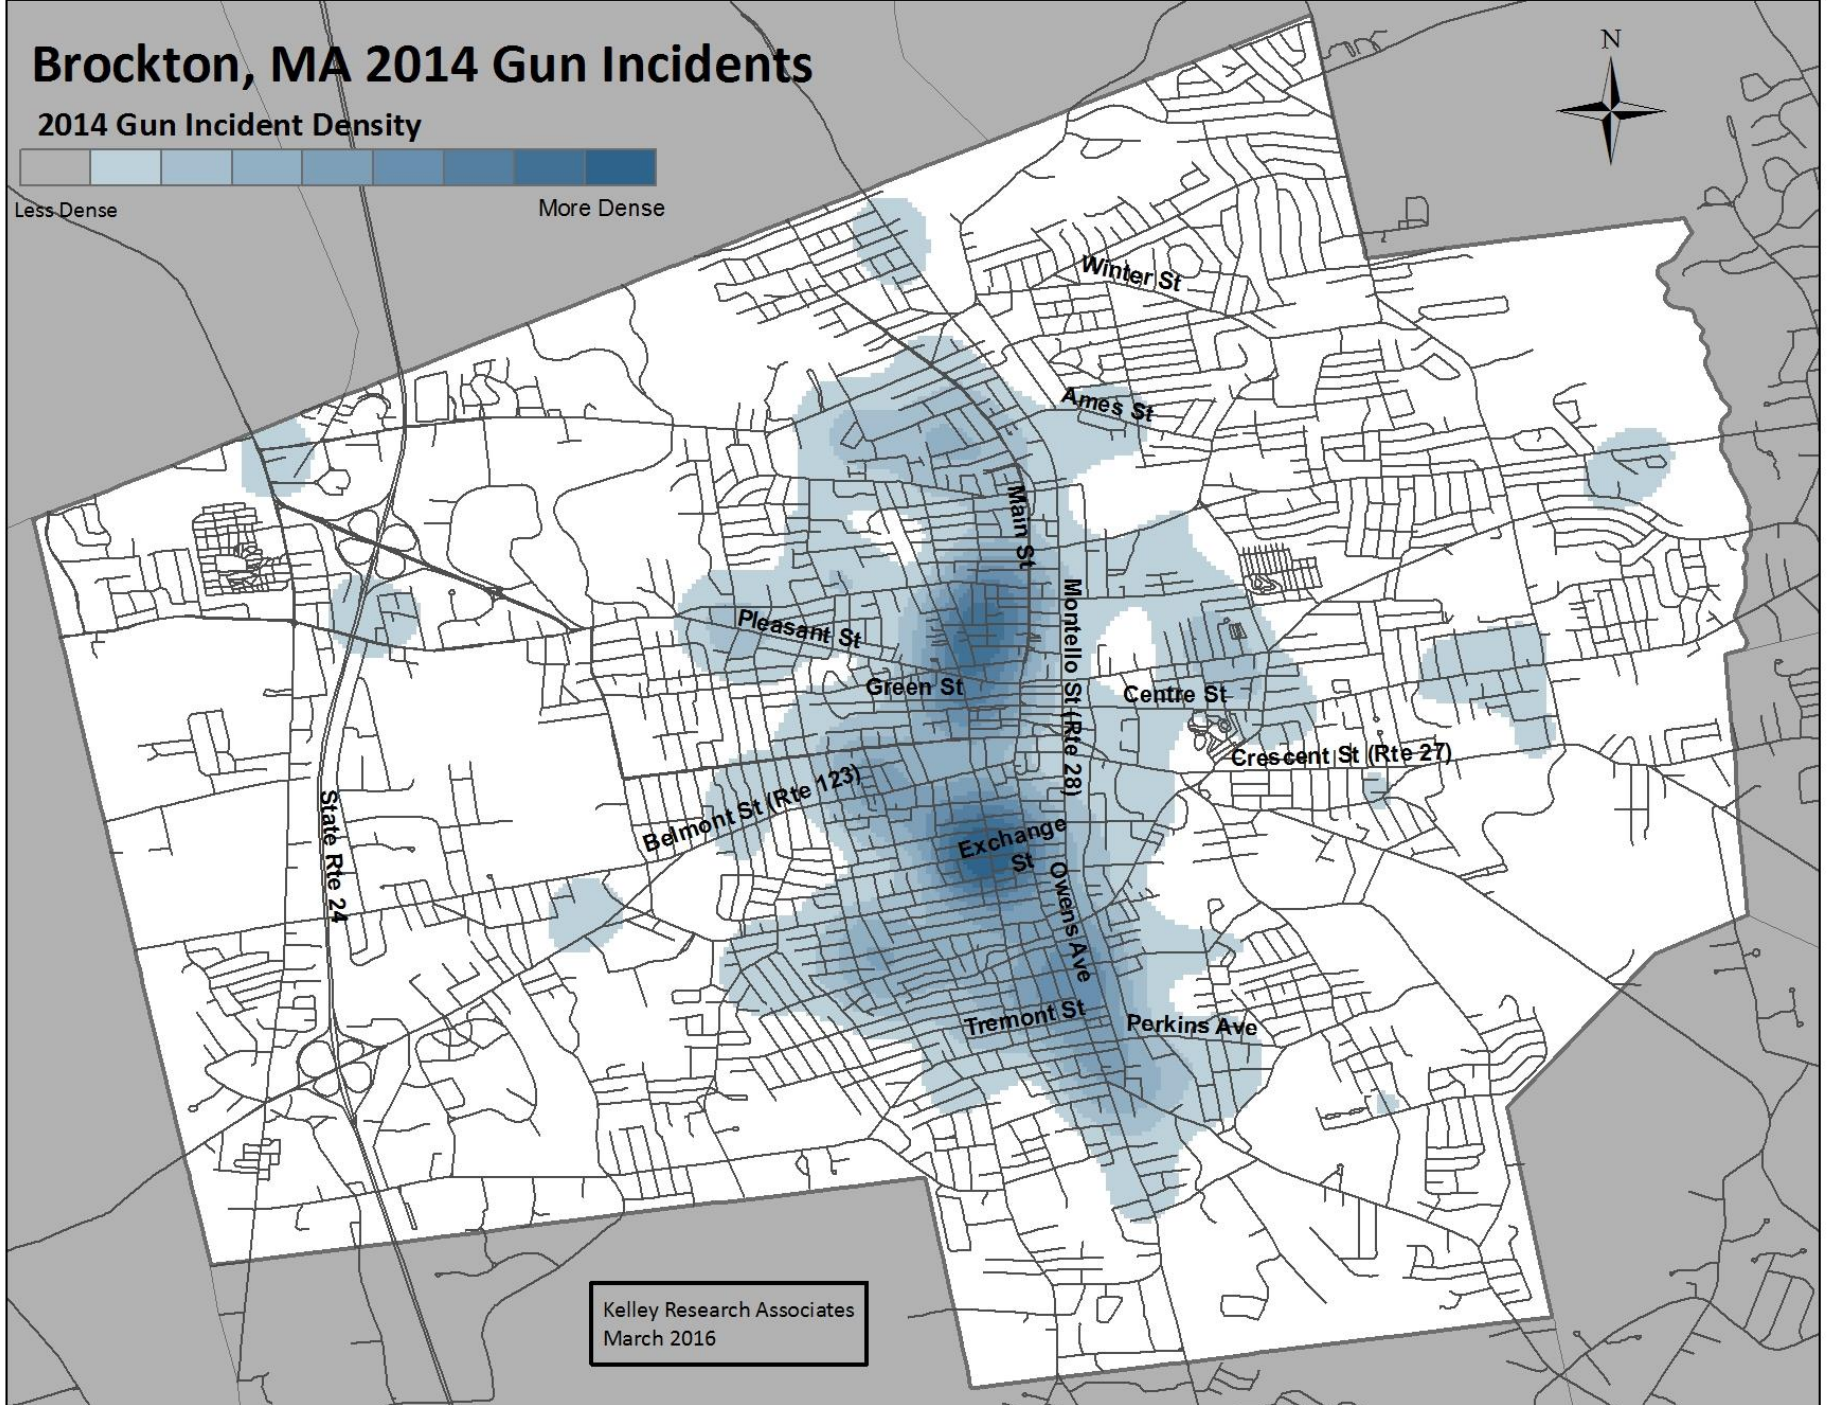 Brockton, MA 2014 Gun Incidents
2014 Gun Incident Density
Less Dense
More Dense
N
Winter St
Ames St
Main St
Pleasant St
Montello St (Rte 28)
Green St
Centre St
Crescent St (Rte 27)
Belmont St (Rte 123)
State Rte 24
Exchange
St
Owens Ave
Tremont St
Perkins Ave
Kelley Research Associates
March 2016